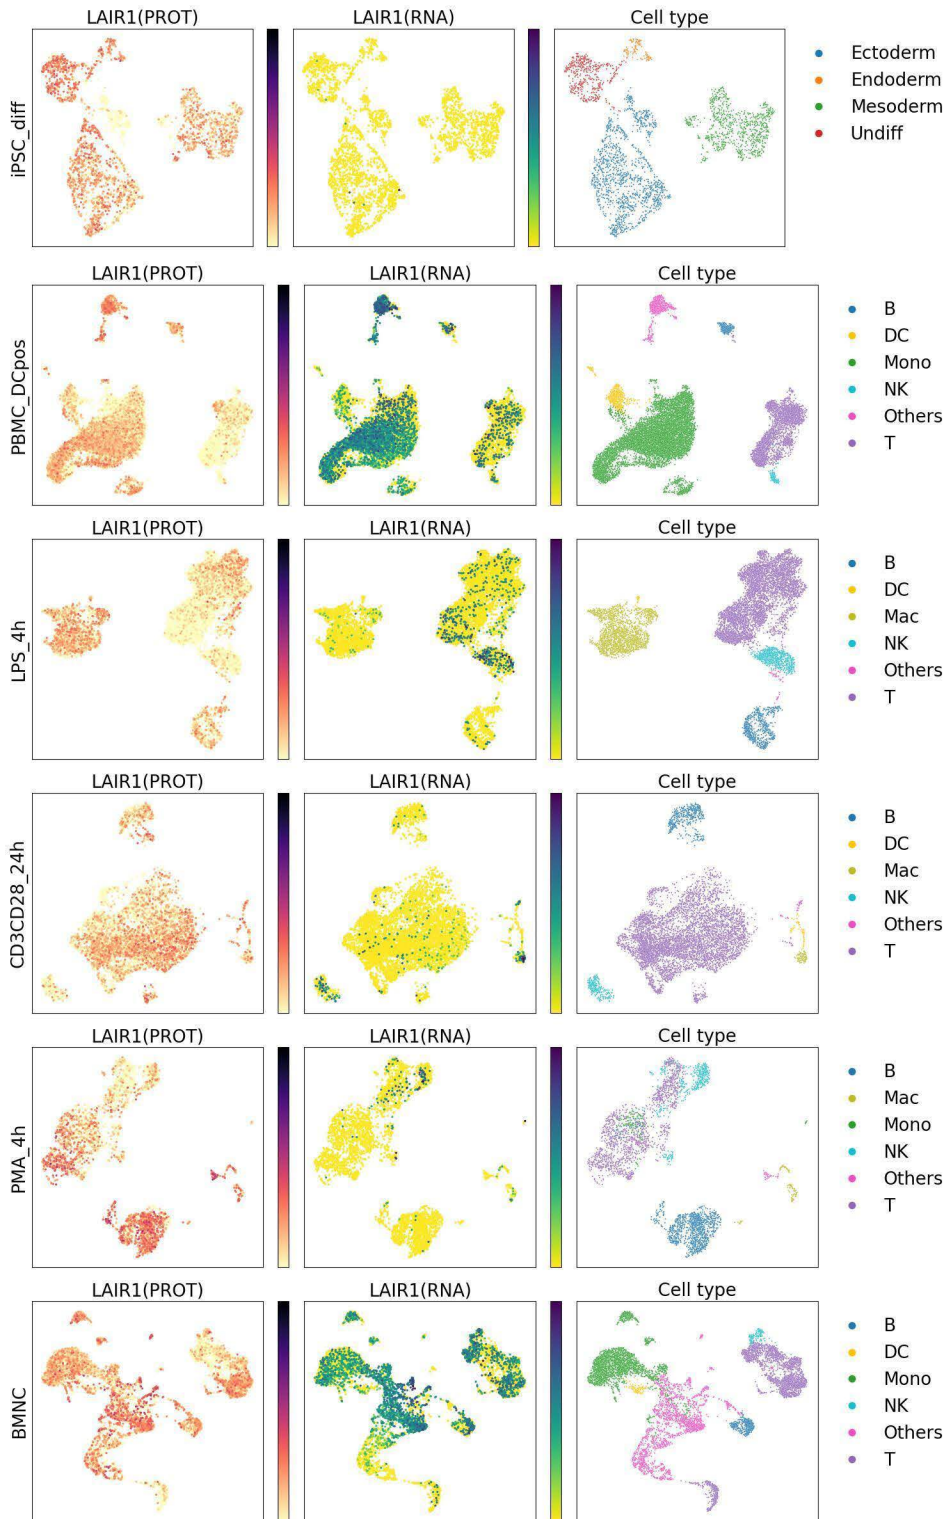 LAIR1(PROT) LAIR1(RNA) Cell type
iPSC_diff
Ectoderm
Endoderm
Mesoderm
Undiff
LAIR1(PROT) LAIR1(RNA) Cell type
PBMC_DCpos
B
DC
Mono
NK
Others
T
LAIR1(PROT) LAIR1(RNA) Cell type
LPS_4h
B
DC
Mac
NK
Others
T
LAIR1(PROT) LAIR1(RNA) Cell type
CD3CD28_24h
B
DC
Mac
NK
Others
T
LAIR1(PROT) LAIR1(RNA) Cell type
PMA_4h
B
Mac
Mono
NK
Others
T
LAIR1(PROT) LAIR1(RNA) Cell type
BMNC
B
DC
Mono
NK
Others
T